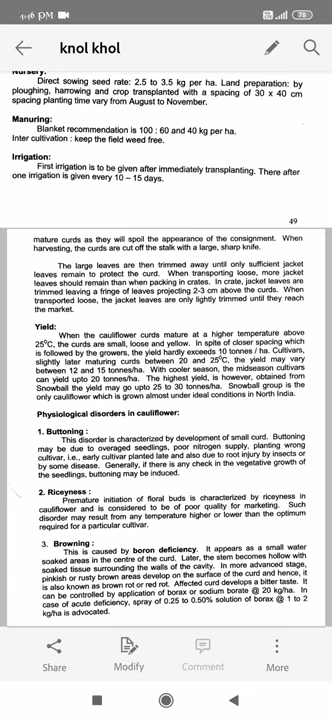 4:46 PM
78
knol khol
Nursery:
Direct sowing seed rate: 2.5 to 3.5 kg per ha. Land preparation: by
ploughing, harrowing and crop transplanted with a spacing of 30 x 40 cm
spacing planting time vary from August to November.
Manuring:
Blanket recommendation is 100 : 60 and 40 kg per ha.
Inter cultivation : keep the field weed free.
Irrigation:
First irrigation is to be given after immediately transplanting. There after
one irrigation is given every 10 – 15 days.
49
mature curds as they will spoil the appearance of the consignment. When
harvesting, the curds are cut off the stalk with a large, sharp knife.
The large leaves are then trimmed away until only sufficient jacket
leaves remain to protect the curd. When transporting loose, more jacket
leaves should remain than when packing in crates. In crate, jacket leaves are
trimmed leaving a fringe of leaves projecting 2-3 cm above the curds. When
transported loose, the jacket leaves are only lightly trimmed until they reach
the market.
Yield:
When the cauliflower curds mature at a higher temperature above
25⁰C, the curds are small, loose and yellow. In spite of closer spacing which
is followed by the growers, the yield hardly exceeds 10 tonnes / ha. Cultivars,
slightly later maturing curds between 20 and 25⁰C, the yield may vary
between 12 and 15 tonnes/ha. With cooler season, the midseason cultivars
can yield upto 20 tonnes/ha. The highest yield, is however, obtained from
Snowball the yield may go upto 25 to 30 tonnes/ha. Snowball group is the
only cauliflower which is grown almost under ideal conditions in North India.
Physiological disorders in cauliflower:
1. Buttoning :
This disorder is characterized by development of small curd. Buttoning
may be due to overaged seedlings, poor nitrogen supply, planting wrong
cultivar, i.e., early cultivar planted late and also due to root injury by insects or
by some disease. Generally, if there is any check in the vegetative growth of
the seedlings, buttoning may be induced.
2. Riceyness :
Premature initiation of floral buds is characterized by riceyness in
cauliflower and is considered to be of poor quality for marketing. Such
disorder may result from any temperature higher or lower than the optimum
required for a particular cultivar.
3. Browning :
This is caused by boron deficiency. It appears as a small water
soaked areas in the centre of the curd. Later, the stem becomes hollow with
soaked tissue surrounding the walls of the cavity. In more advanced stage,
pinkish or rusty brown areas develop on the surface of the curd and hence, it
is also known as brown rot or red rot. Affected curd develops a bitter taste. It
can be controlled by application of borax or sodium borate @ 20 kg/ha. In
case of acute deficiency, spray of 0.25 to 0.50% solution of borax @ 1 to 2
kg/ha is advocated.
Share
Modify
Comment
More